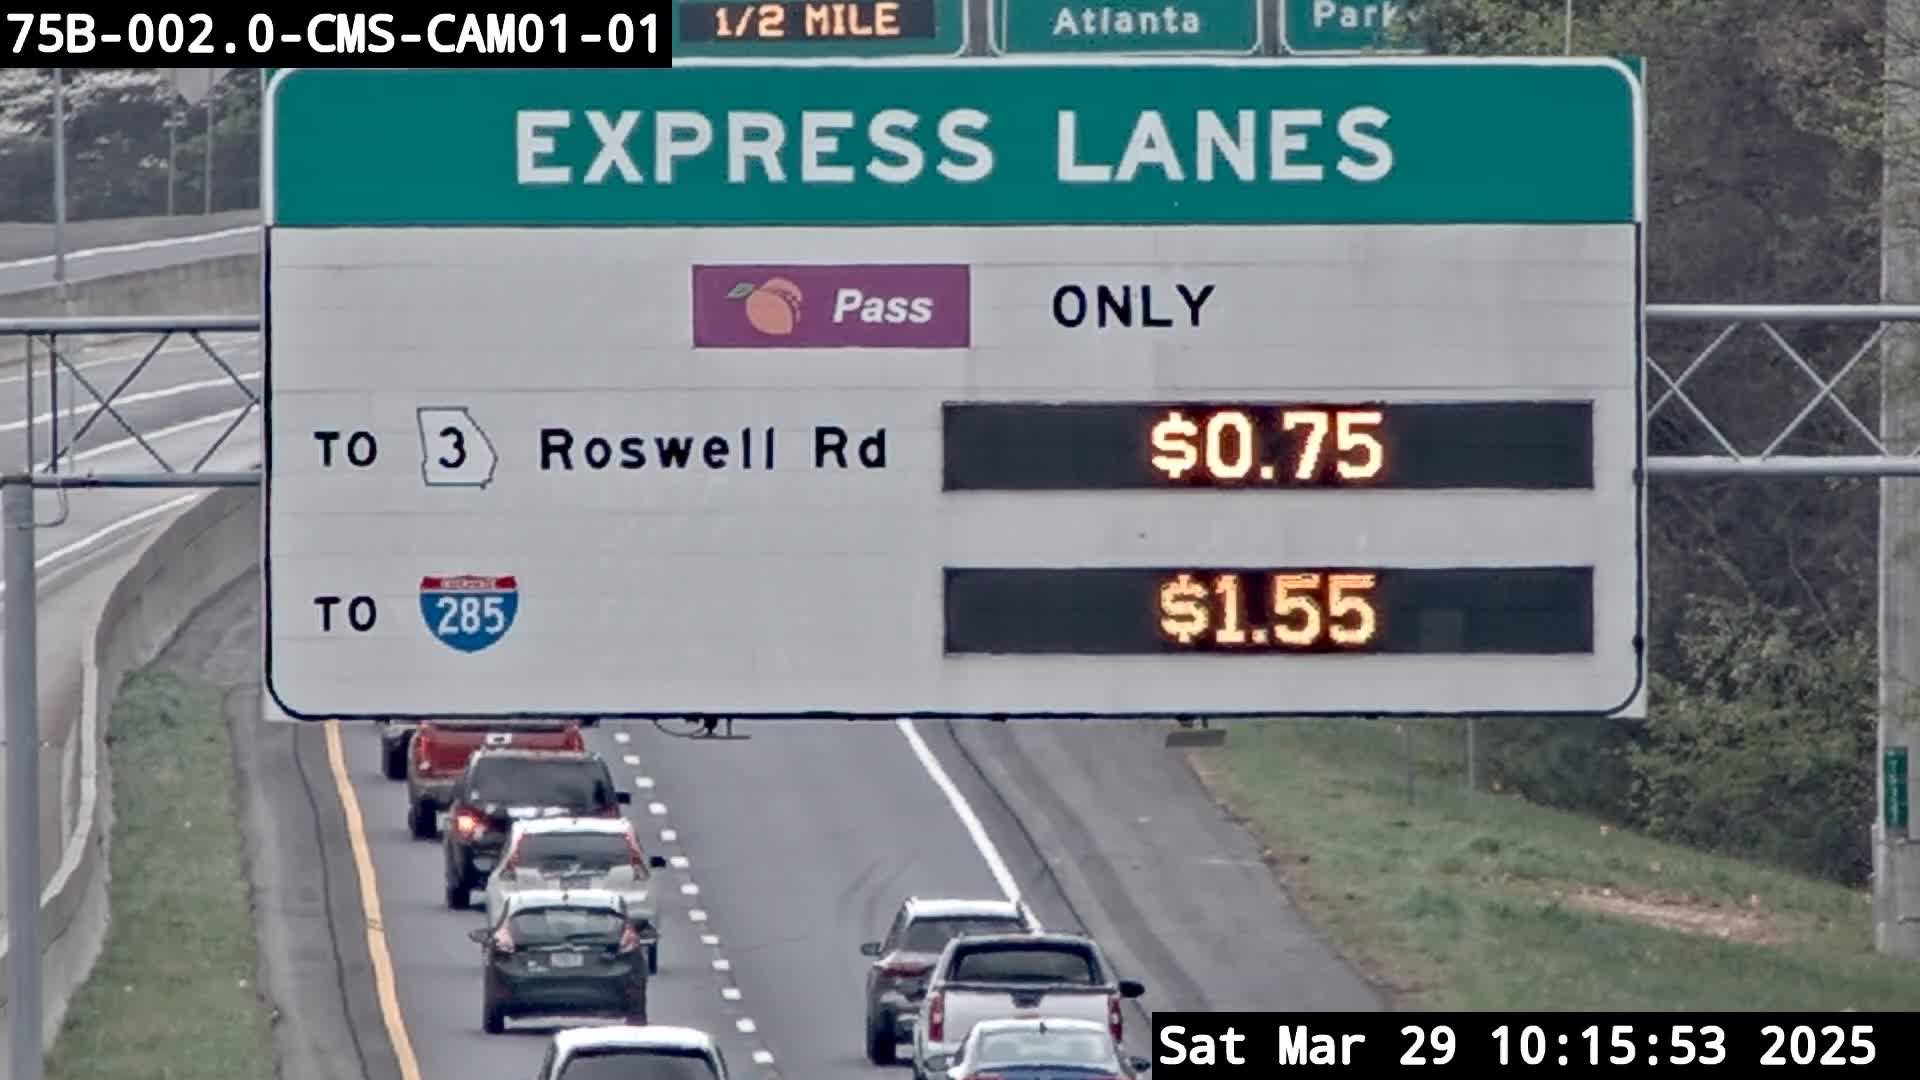 75B-002.0-CMS-CAM01-01
1/2 MILE
Atlanta
Park
EXPRESS LANES
Pass ONLY
TO 3 Roswell Rd $0.75
TO 285 $1.55
Sat Mar 29 10:15:53 2025